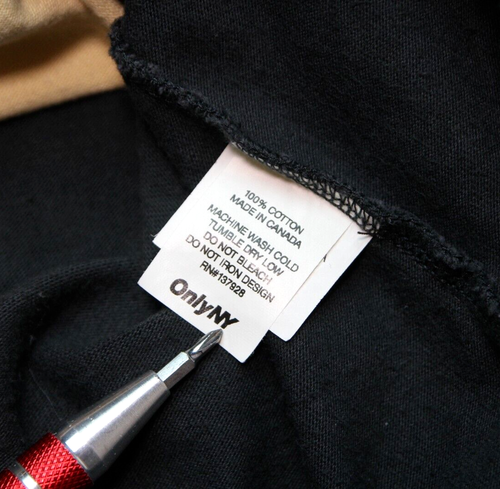 100% COTTON
MADE IN CANADA
MACHINE WASH COLD
TUMBLE DRY LOW
DO NOT BLEACH
DO NOT IRON DESIGN
RN#137928
OnlyNY